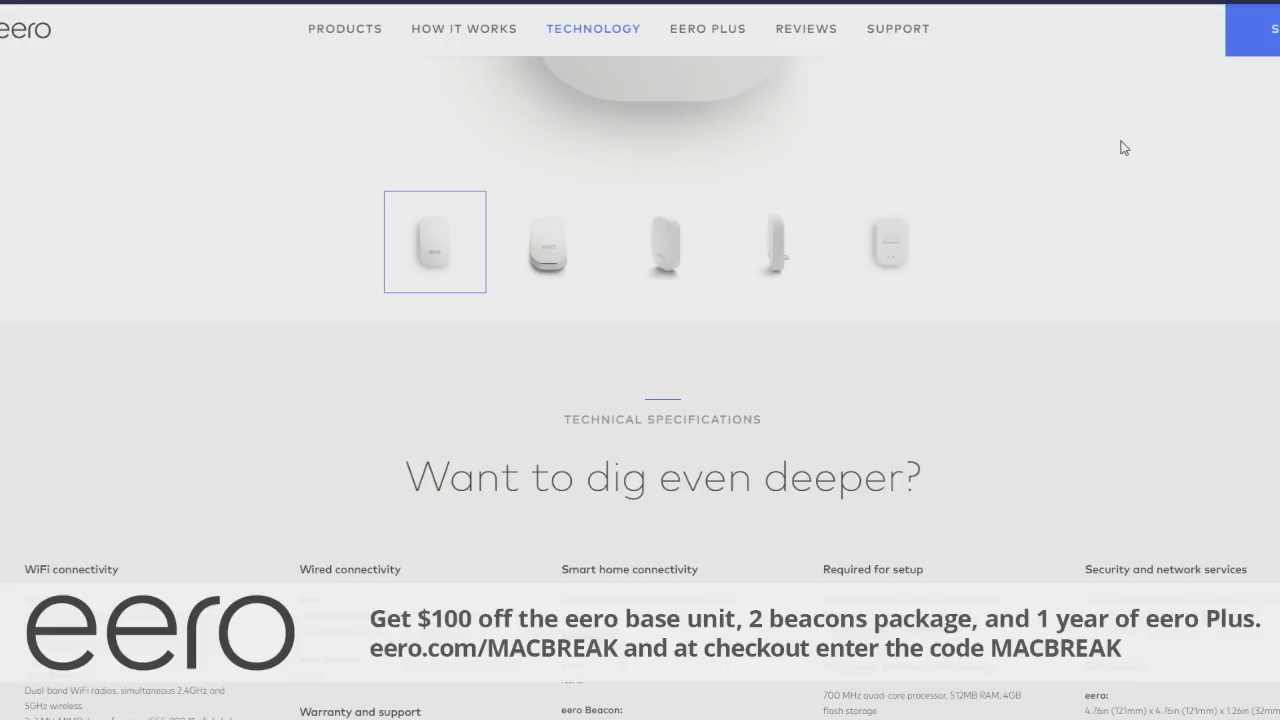 eero
PRODUCTS HOW IT WORKS TECHNOLOGY EERO PLUS REVIEWS SUPPORT S
TECHNICAL SPECIFICATIONS
Want to dig even deeper?
WiFi connectivity Wired connectivity Smart home connectivity Required for setup Security and network services
eero
Get $100 off the eero base unit, 2 beacons package, and 1 year of eero Plus.
eero.com/MACBREAK and at checkout enter the code MACBREAK
Dual-band WiFi radios, simultaneous 2.4GHz and
5GHz wireless
Warranty and support
eero Beacon:
700 MHz quad-core processor, 512MB RAM, 4GB
flash storage
eero:
4.76in (121mm) x 4.76in (121mm) x 1.26in (32mm